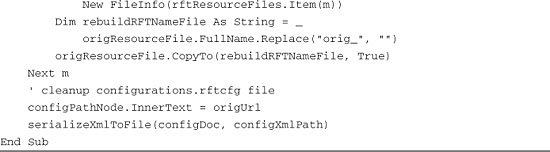 New FileInfo(rftResourceFiles.Item(m))
        Dim rebuildRFTNameFile As String = _
            origResourceFile.FullName.Replace("orig_", "")
        origResourceFile.CopyTo(rebuildRFTNameFile, True)
    Next m
    ' cleanup configurations.rftcfg file
    configPathNode.InnerText = origUrl
    serializeXmlToFile(configDoc, configXmlPath)
End Sub